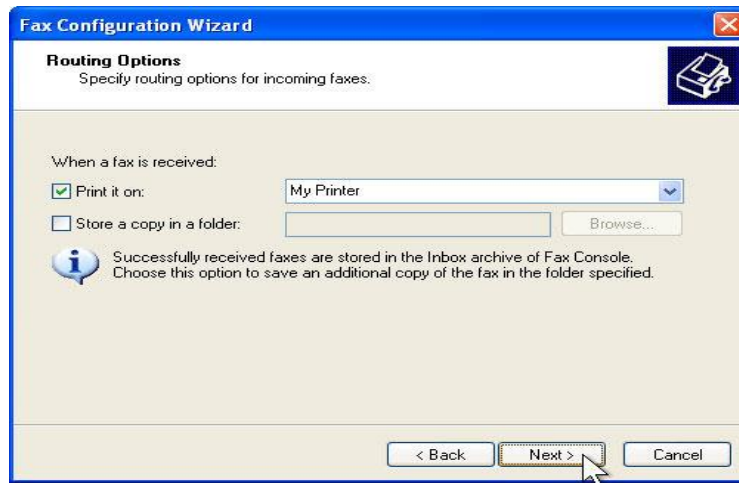 Fax Configuration Wizard
Routing Options
Specify routing options for incoming faxes.
When a fax is received:
Print it on:
My Printer
Store a copy in a folder:
Browse...
Successfully received faxes are stored in the Inbox archive of Fax Console.
Choose this option to save an additional copy of the fax in the folder specified.
< Back
Next >
Cancel